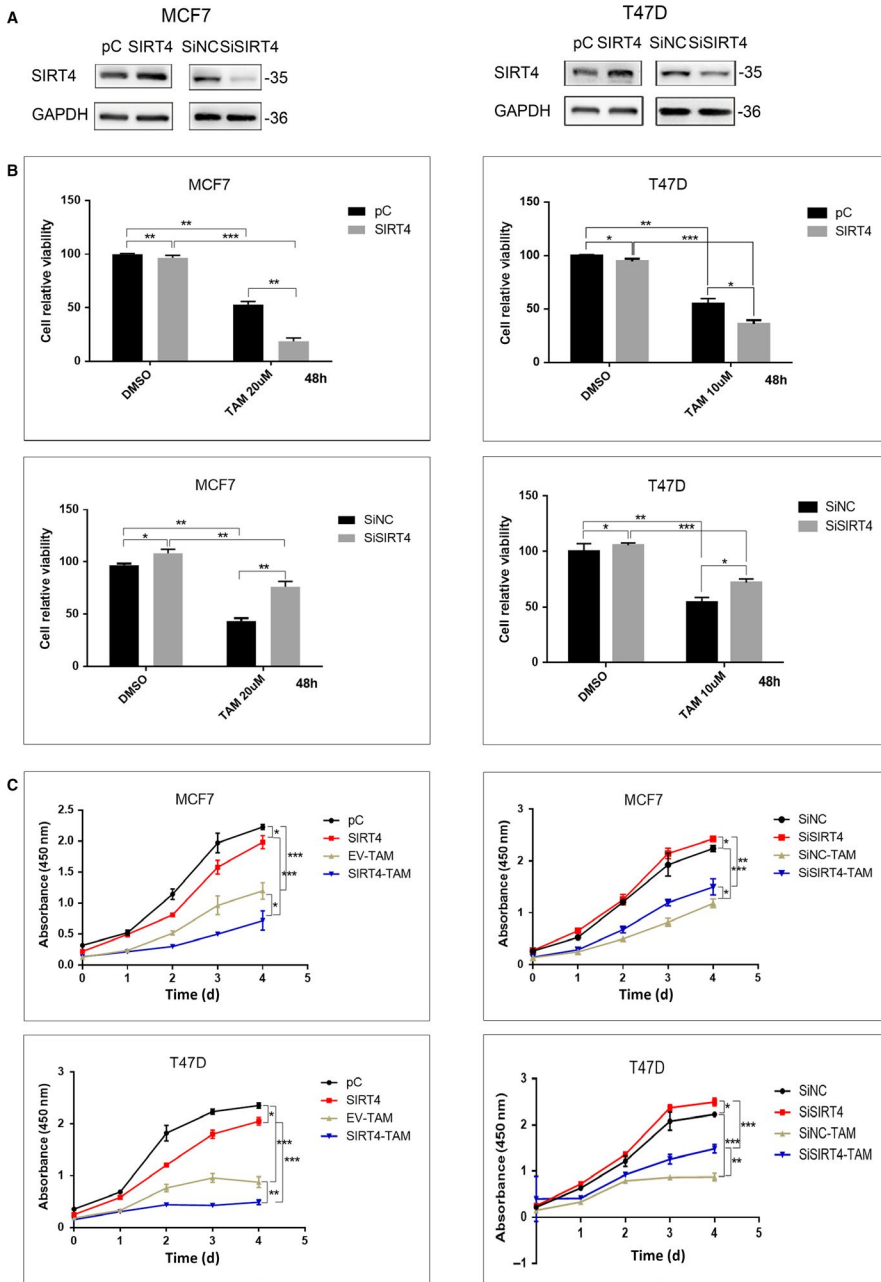 A
MCF7
T47D
pC SIRT4 SiNC SiSIRT4
pC SIRT4 SiNC SiSIRT4
SIRT4 -35
SIRT4 -35
GAPDH -36
GAPDH -36
B
MCF7
Cell relative viability
150
100
50
0
** ** *** **
DMSO
TAM 20uM
48h
pC
SIRT4
T47D
Cell relative viability
150
100
50
0
** * *** *
DMSO
TAM 10uM
48h
pC
SIRT4
MCF7
Cell relative viability
150
100
50
0
** * ** **
DMSO
TAM 20uM
48h
SiNC
SiSIRT4
T47D
Cell relative viability
150
100
50
0
** * *** *
DMSO
TAM 10uM
48h
SiNC
SiSIRT4
C
MCF7
Absorbance (450 nm)
2.5
2.0
1.5
1.0
0.5
0.0
0 1 2 3 4 5
Time (d)
pC
SIRT4
EV-TAM
SIRT4-TAM
*
***
***
*
MCF7
Absorbance (450 nm)
3
2
1
0
0 1 2 3 4 5
Time (d)
SiNC
SiSIRT4
SiNC-TAM
SiSIRT4-TAM
*
**
***
*
T47D
Absorbance (450 nm)
3
2
1
0
0 1 2 3 4 5
Time (d)
pC
SIRT4
EV-TAM
SIRT4-TAM
*
***
***
**
T47D
Absorbance (450 nm)
3
2
1
0
–1
0 1 2 3 4 5
Time (d)
SiNC
SiSIRT4
SiNC-TAM
SiSIRT4-TAM
*
***
***
**